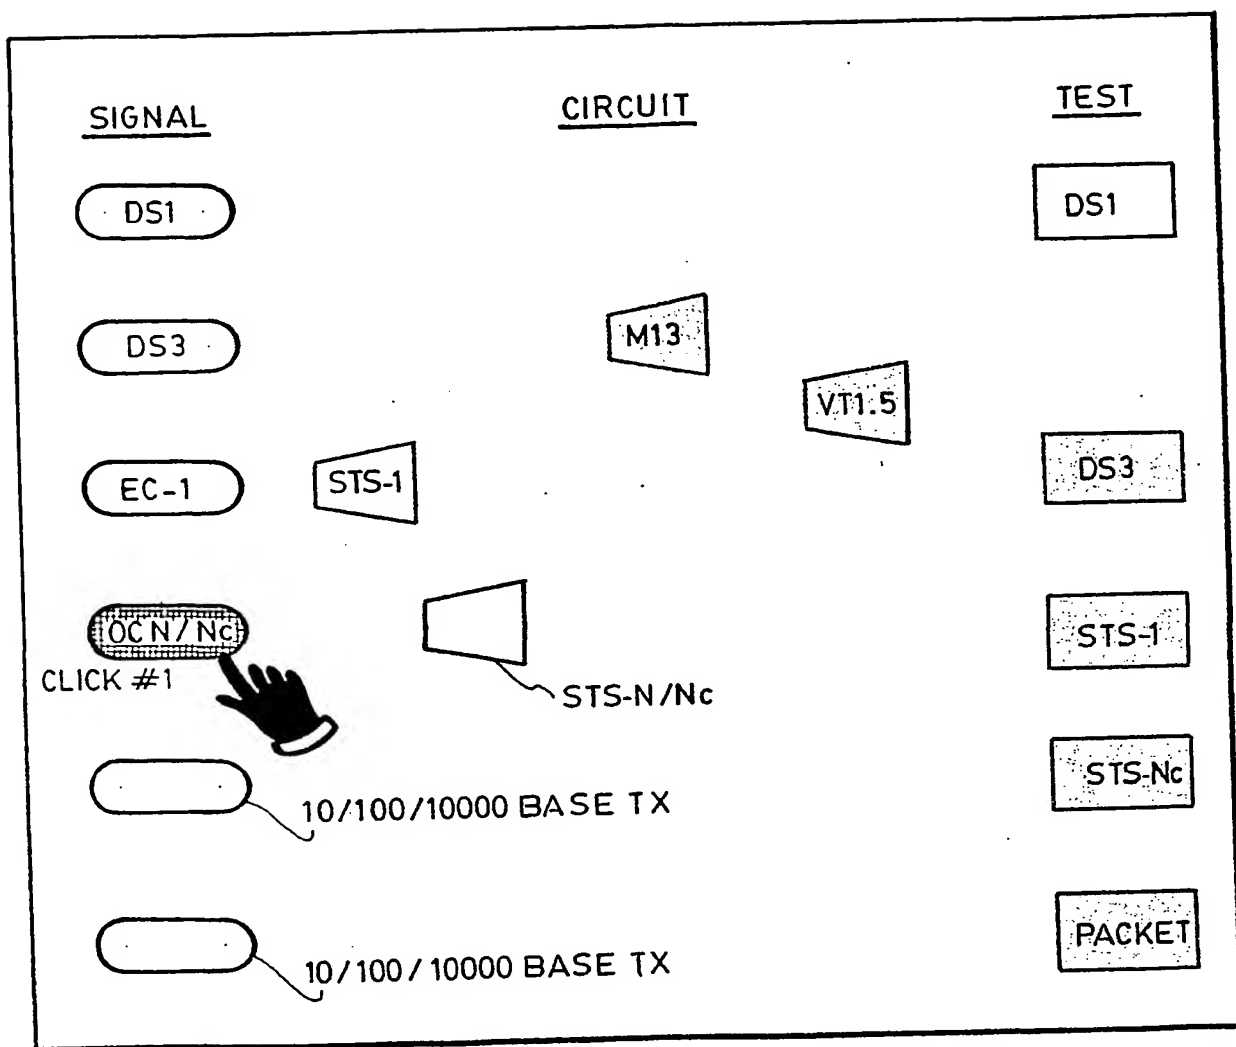 SIGNAL
CIRCUIT
TEST
DS1
DS1
DS3
M13
VT1.5
EC-1
STS-1
DS3
OC N/Nc
CLICK #1
STS-N/Nc
STS-1
10/100/10000 BASE TX
STS-Nc
10/100/10000 BASE TX
PACKET